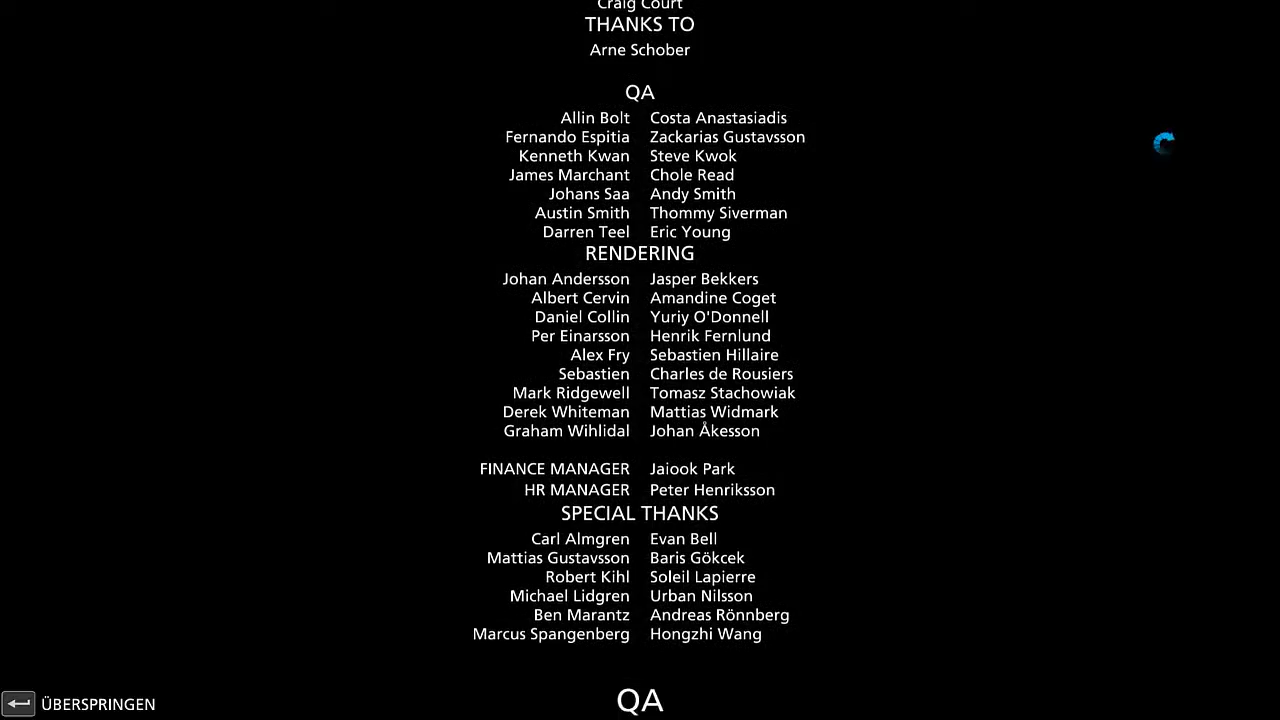 Craig Court
THANKS TO
Arne Schober
QA
Allin Bolt Costa Anastasiadis
Fernando Espitia Zackarias Gustavsson
Kenneth Kwan Steve Kwok
James Marchant Chole Read
Johans Saa Andy Smith
Austin Smith Thommy Siverman
Darren Teel Eric Young
RENDERING
Johan Andersson Jasper Bekkers
Albert Cervin Amandine Coget
Daniel Collin Yuriy O'Donnell
Per Einarsson Henrik Fernlund
Alex Fry Sebastien Hillaire
Sebastien Charles de Rousiers
Mark Ridgewell Tomasz Stachowiak
Derek Whiteman Mattias Widmark
Graham Wihlidal Johan Åkesson
FINANCE MANAGER Jaiook Park
HR MANAGER Peter Henriksson
SPECIAL THANKS
Carl Almgren Evan Bell
Mattias Gustavsson Baris Gökcek
Robert Kihl Soleil Lapierre
Michael Lidgren Urban Nilsson
Ben Marantz Andreas Rönnberg
Marcus Spangenberg Hongzhi Wang
QA
ÜBERSPRINGEN